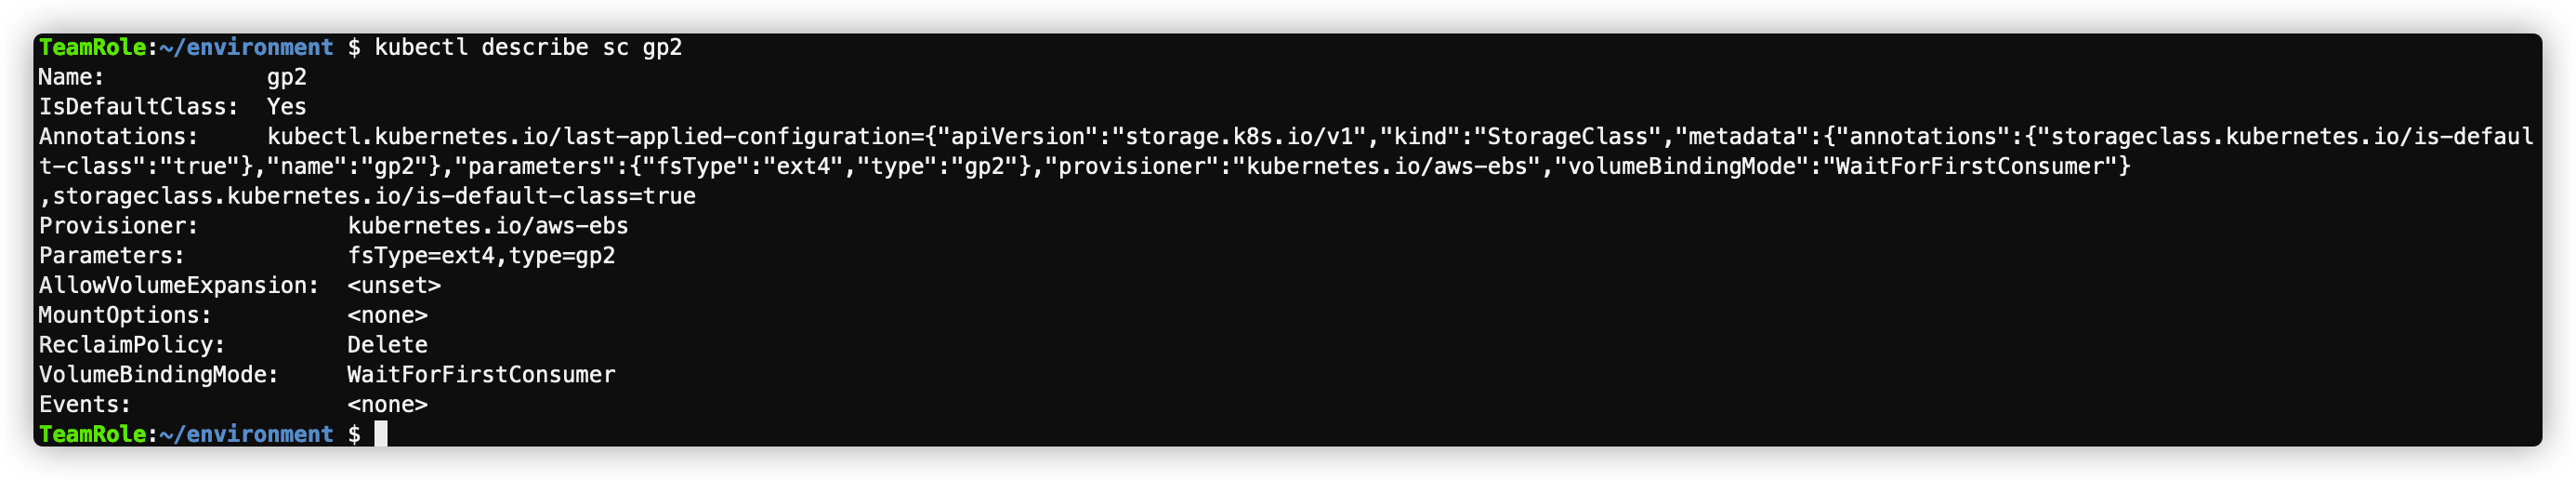 TeamRole:~/environment $ kubectl describe sc gp2
Name:            gp2
IsDefaultClass:  Yes
Annotations:     kubectl.kubernetes.io/last-applied-configuration={"apiVersion":"storage.k8s.io/v1","kind":"StorageClass","metadata":{"annotations":{"storageclass.kubernetes.io/is-defaul
t-class":"true"},"name":"gp2"},"parameters":{"fsType":"ext4","type":"gp2"},"provisioner":"kubernetes.io/aws-ebs","volumeBindingMode":"WaitForFirstConsumer"}
,storageclass.kubernetes.io/is-default-class=true
Provisioner:           kubernetes.io/aws-ebs
Parameters:            fsType=ext4,type=gp2
AllowVolumeExpansion:  <unset>
MountOptions:          <none>
ReclaimPolicy:         Delete
VolumeBindingMode:     WaitForFirstConsumer
Events:                <none>
TeamRole:~/environment $